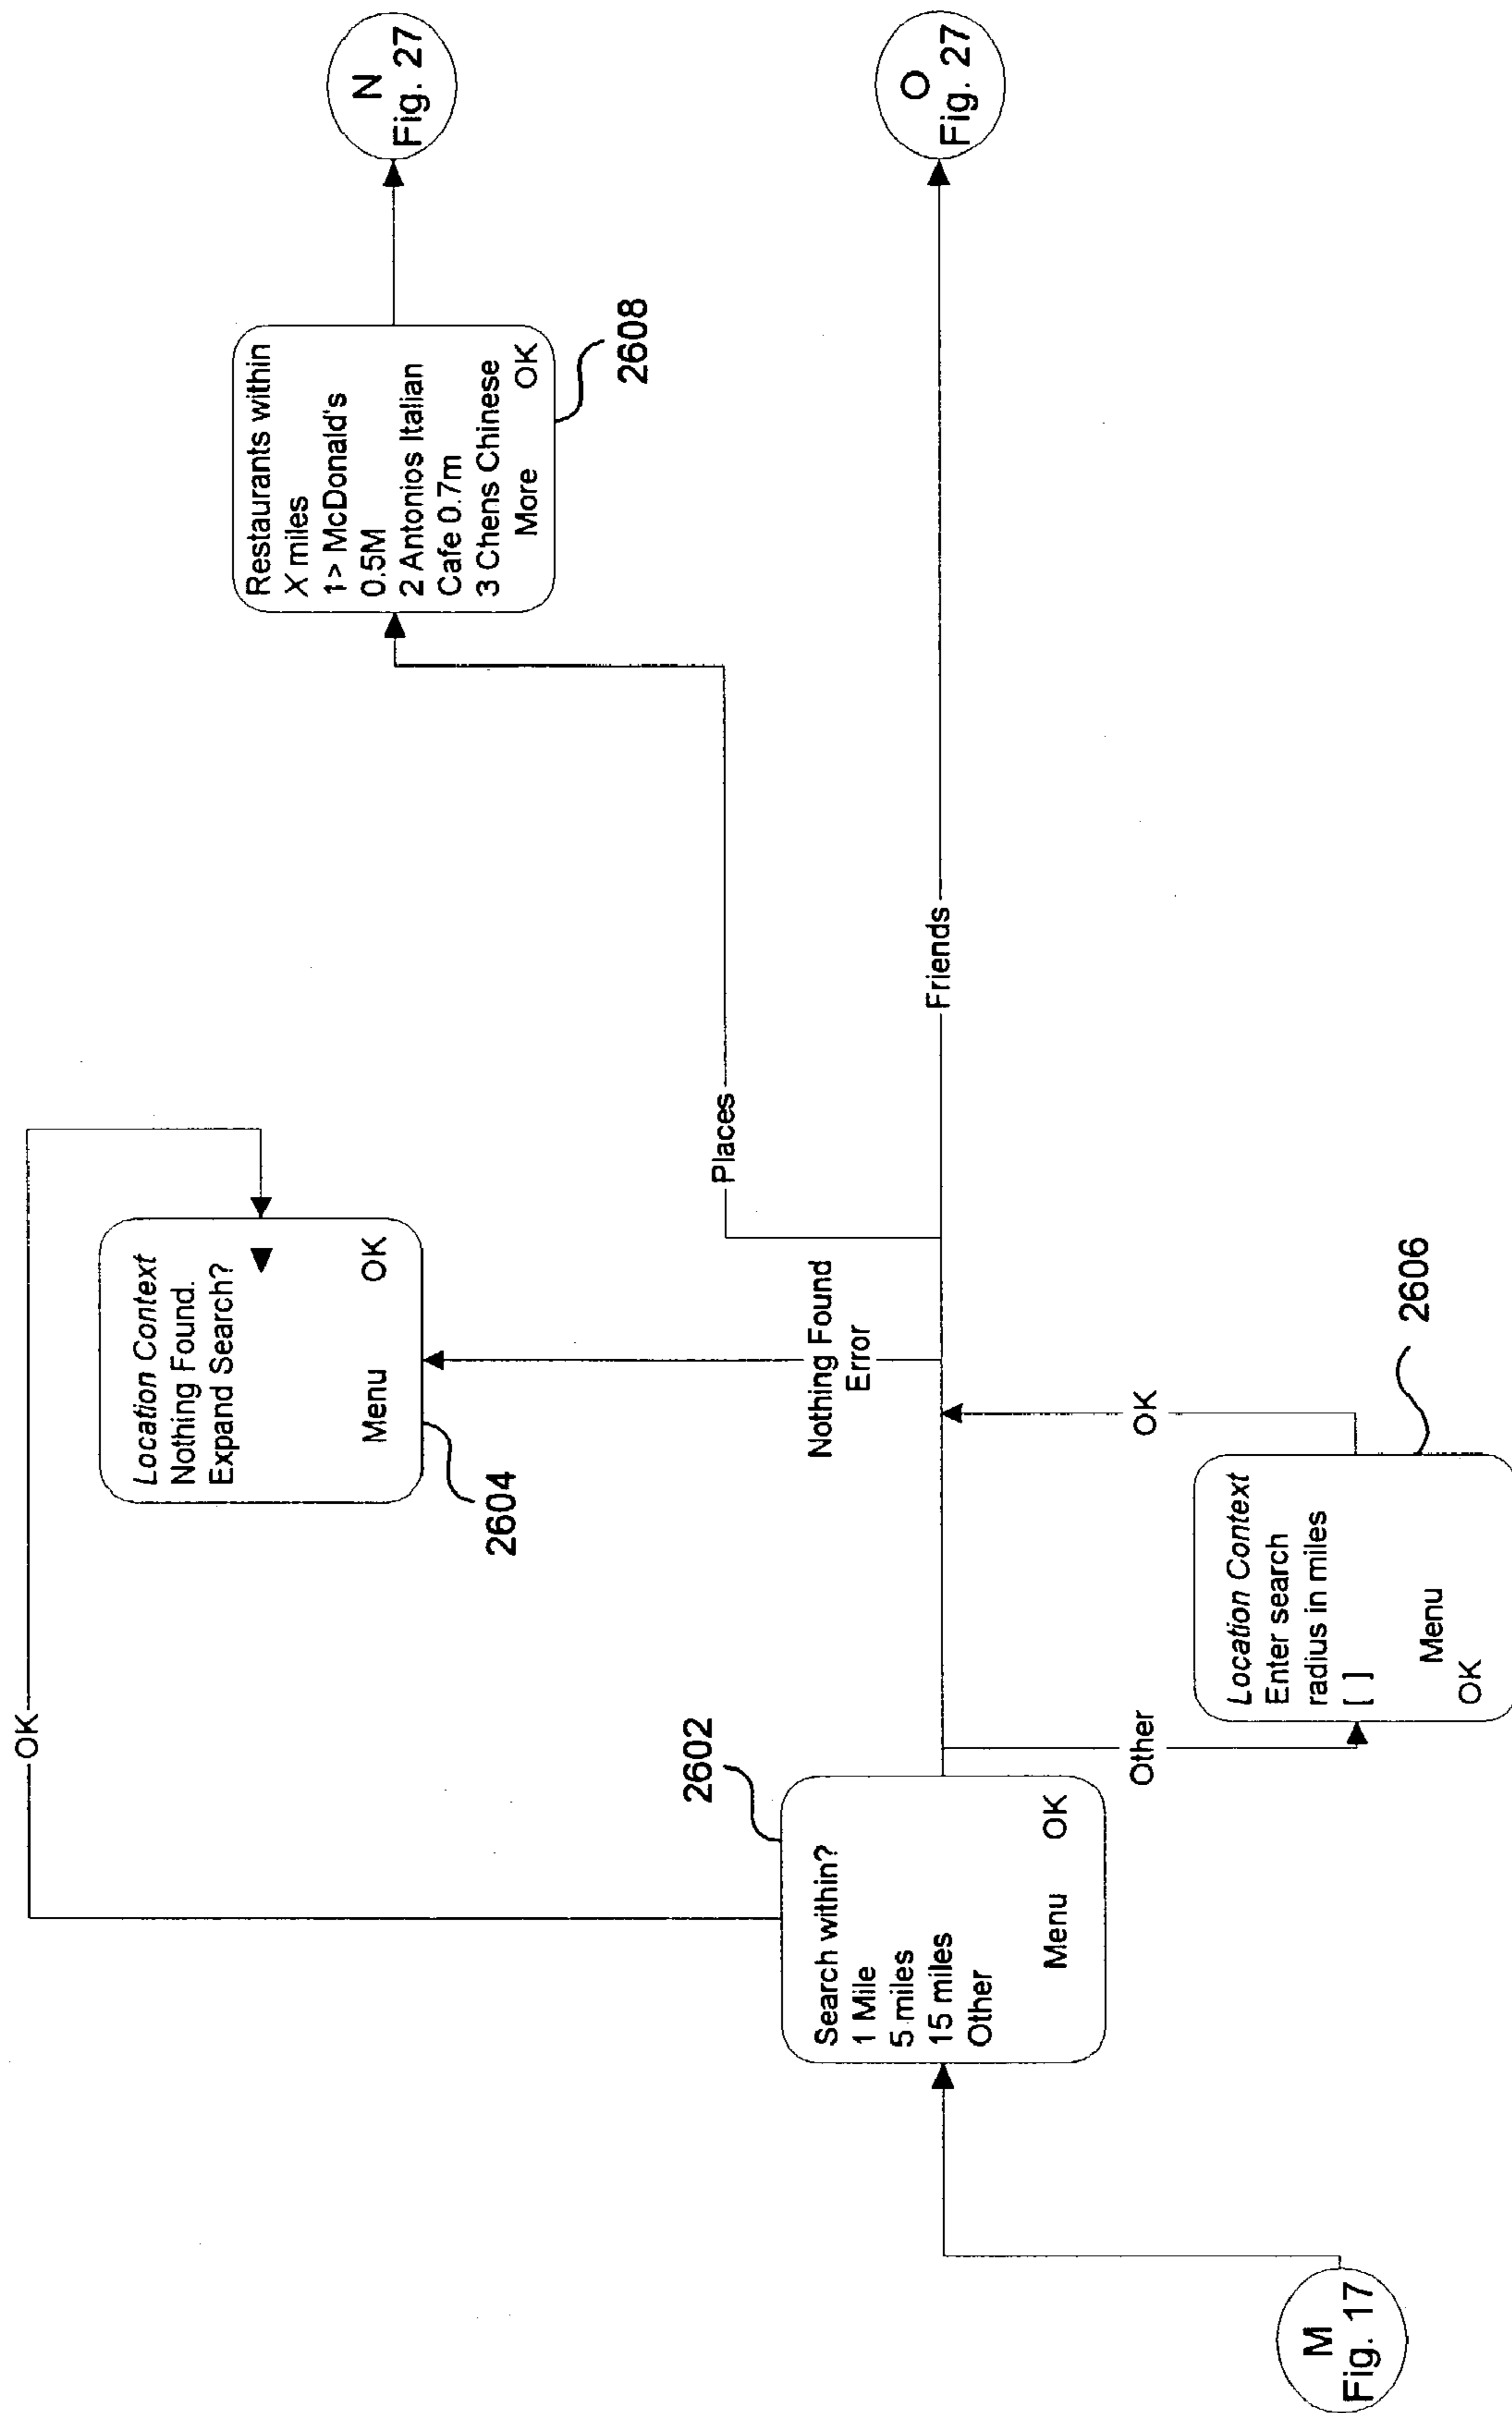 OK
Location Context
Nothing Found.
Expand Search?
Menu OK
2604
Restaurants within
X miles
1> McDonald's
0.5M
2 Antonios Italian
Cafe 0.7m
3 Chens Chinese
More OK
2608
N
Fig. 27
Places
2602
Search within?
1 Mile
5 miles
15 miles
Other
Menu OK
Nothing Found
Error
Friends
O
Fig. 27
Other
OK
M
Fig. 17
Location Context
Enter search
radius in miles
[ ]
Menu
OK
2606